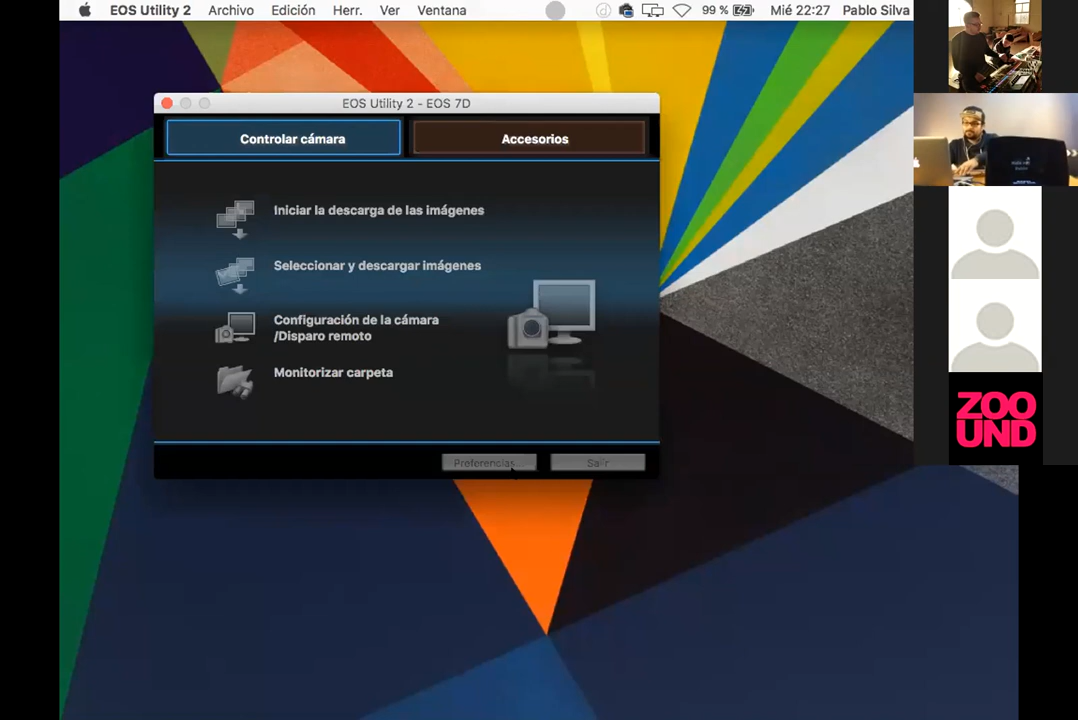 EOS Utility 2 Archivo Edición Herr. Ver Ventana 99 % Mié 22:27 Pablo Silva
EOS Utility 2 - EOS 7D
Controlar cámara Accesorios
Iniciar la descarga de las imágenes
Seleccionar y descargar imágenes
Configuración de la cámara
/Disparo remoto
Monitorizar carpeta
Preferencias... Salir
ZOO
UND